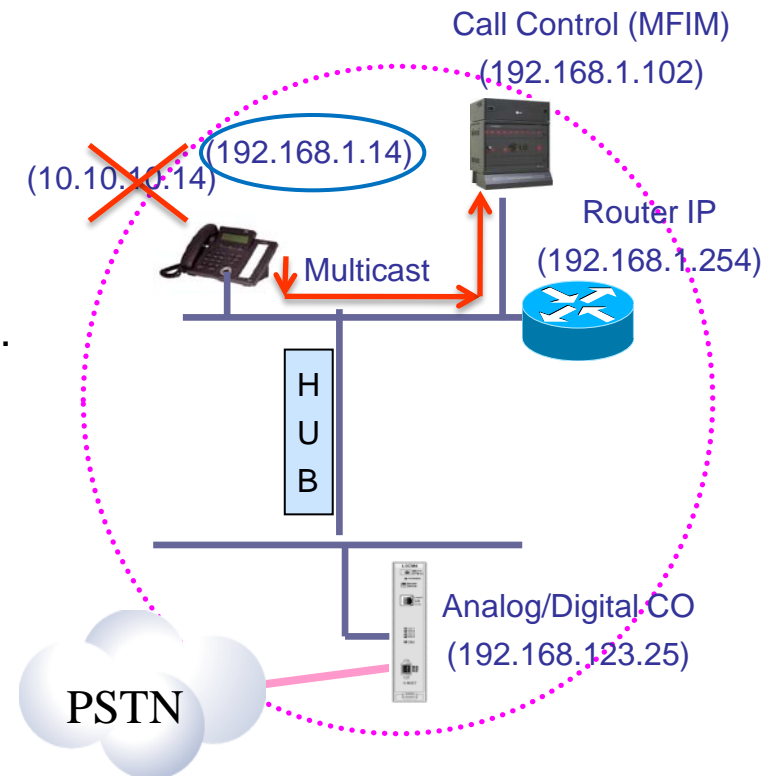 Call Control (MFIM)
(192.168.1.102)
(192.168.1.14)
(10.10.10.14)
Router IP
(192.168.1.254)
Multicast
.
H
U
B
Analog/Digital CO
(192.168.123.25)
PSTN